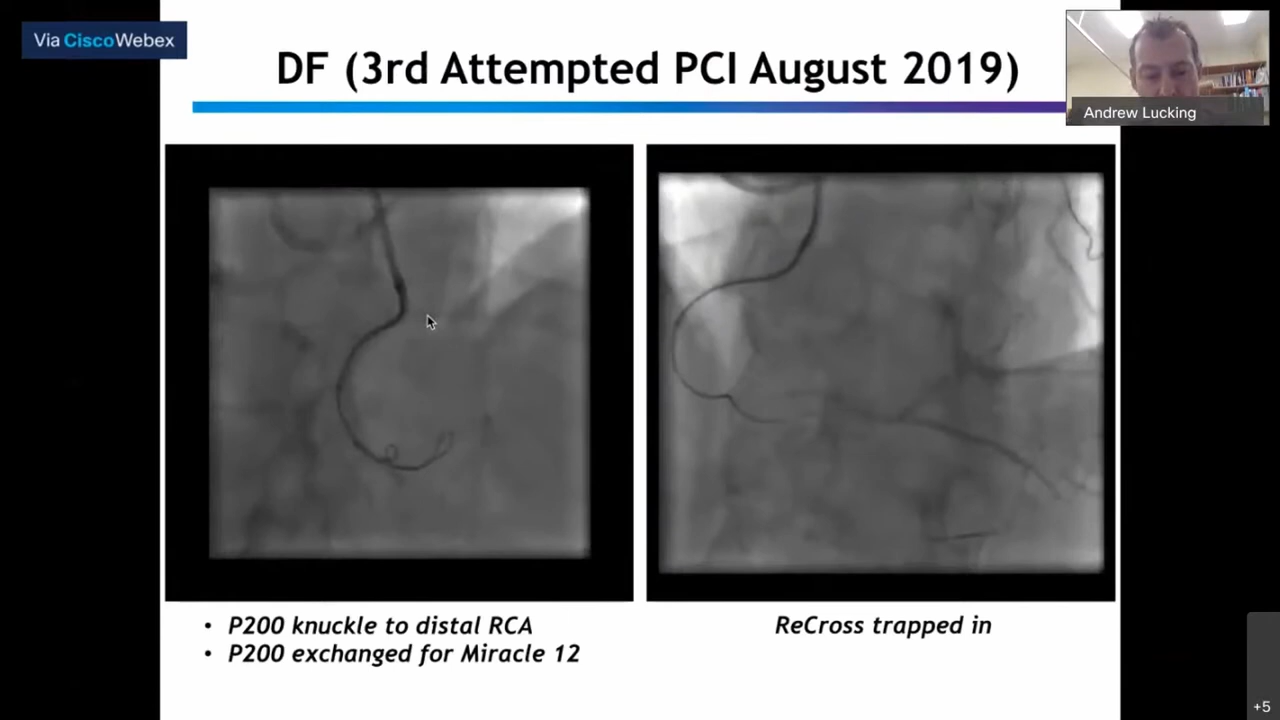 Via CiscoWebex
DF (3rd Attempted PCI August 2019)
Andrew Lucking
• P200 knuckle to distal RCA
• P200 exchanged for Miracle 12
ReCross trapped in
+5